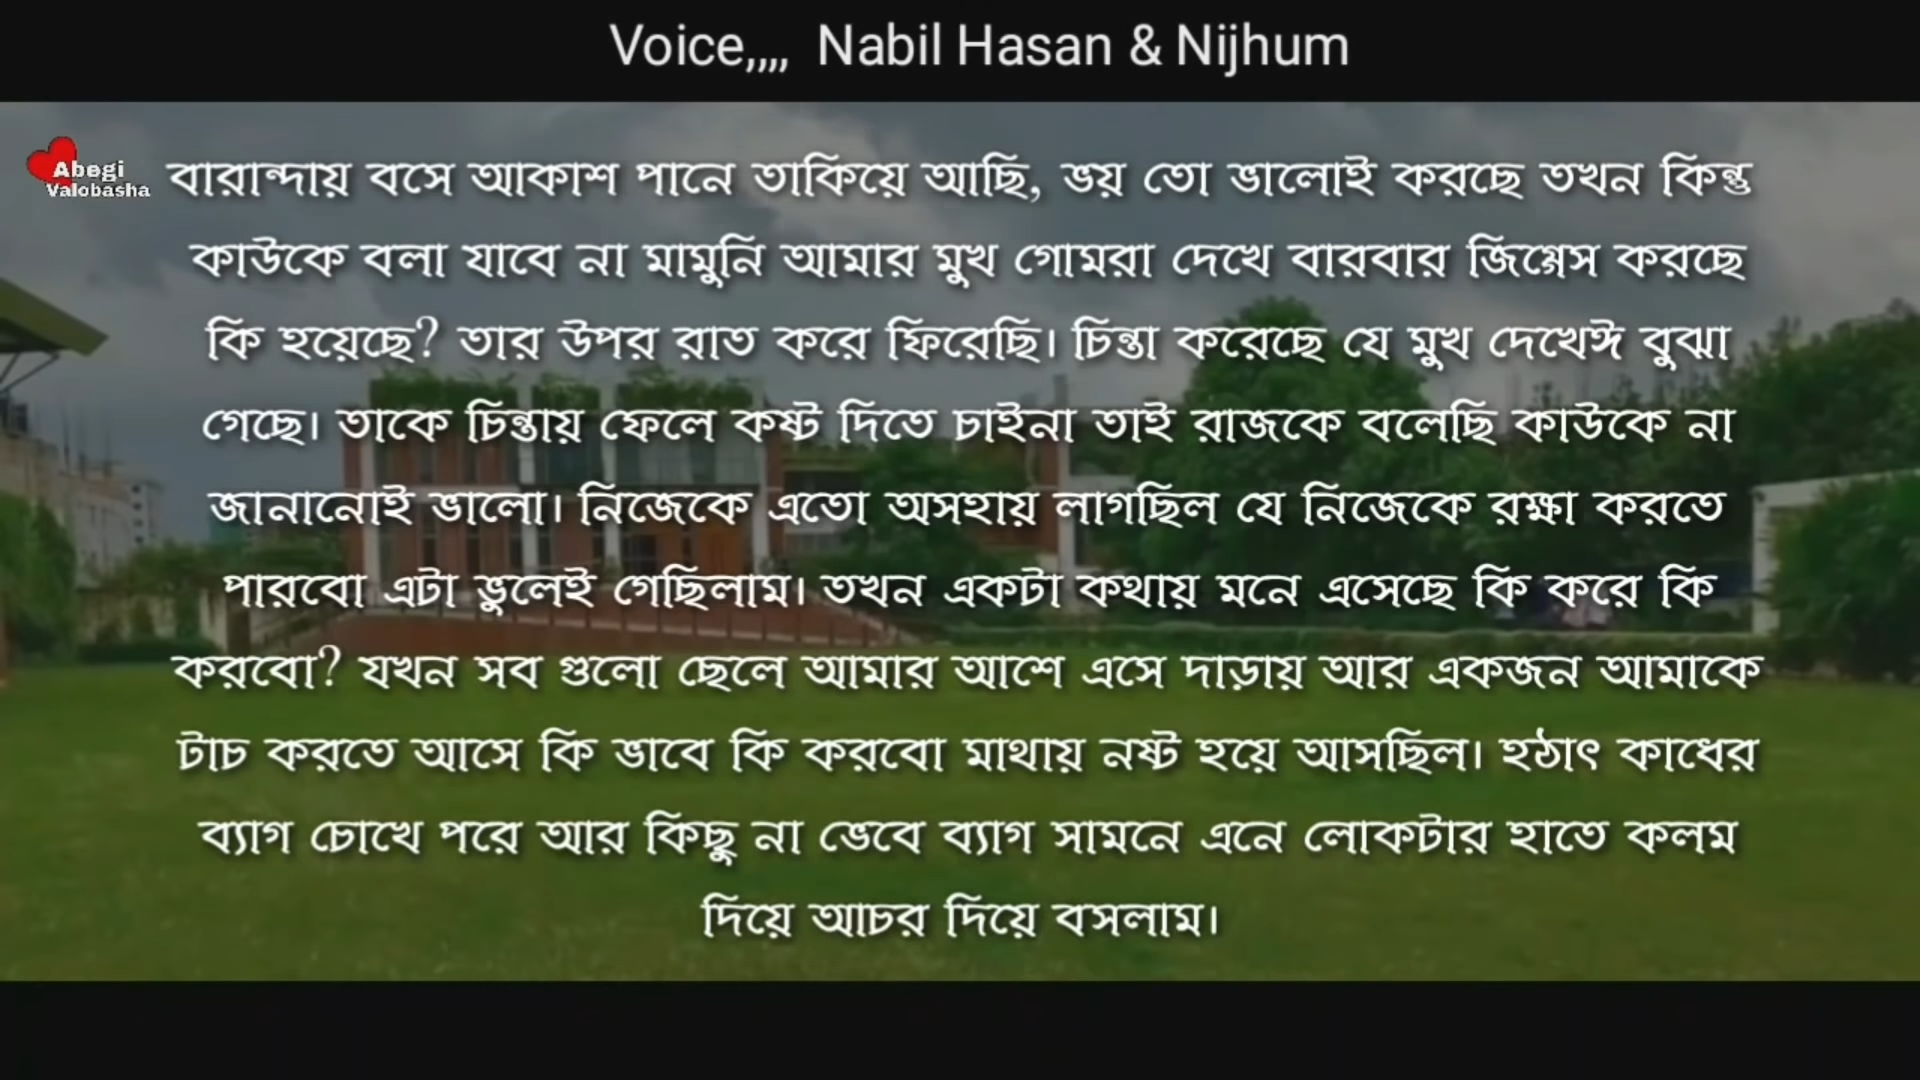 Voice,,,, Nabil Hasan & Nijhum
Abegi
Valobasha
বারান্দায় বসে আকাশ পানে তাকিয়ে আছি, ভয় তো ভালোই করছে তখন কিন্তু
কাউকে বলা যাবে না মামুনি আমার মুখ গোমরা দেখে বারবার জিগ্নেস করছে
কি হয়েছে? তার উপর রাত করে ফিরেছি। চিন্তা করেছে যে মুখ দেখেঈ বুঝা
গেছে। তাকে চিন্তায় ফেলে কষ্ট দিতে চাইনা তাই রাজকে বলেছি কাউকে না
জানানোই ভালো। নিজেকে এতো অসহায় লাগছিল যে নিজেকে রক্ষা করতে
পারবো এটা ভুলেই গেছিলাম। তখন একটা কথায় মনে এসেছে কি করে কি
করবো? যখন সব গুলো ছেলে আমার আশে এসে দাড়ায় আর একজন আমাকে
টাচ করতে আসে কি ভাবে কি করবো মাথায় নষ্ট হয়ে আসছিল। হঠাৎ কাধের
ব্যাগ চোখে পরে আর কিছু না ভেবে ব্যাগ সামনে এনে লোকটার হাতে কলম
দিয়ে আচর দিয়ে বসলাম।